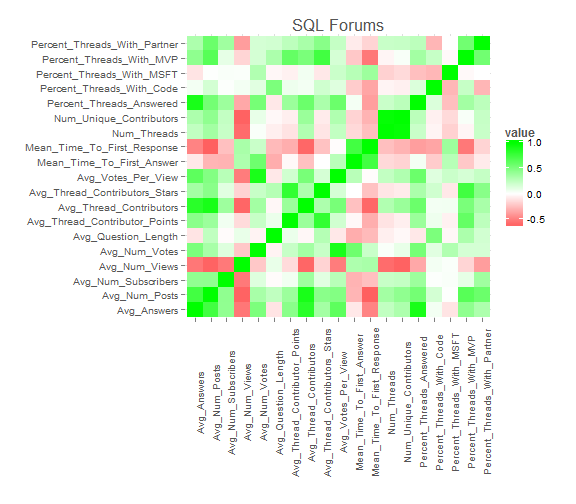 SQL Forums
Percent_Threads_With_Partner
Percent_Threads_With_MVP
Percent_Threads_With_MSFT
Percent_Threads_With_Code
Percent_Threads_Answered
Num_Unique_Contributors
Num_Threads
Mean_Time_To_First_Response
Mean_Time_To_First_Answer
Avg_Votes_Per_View
Avg_Thread_Contributors_Stars
Avg_Thread_Contributors
Avg_Thread_Contributor_Points
Avg_Question_Length
Avg_Num_Votes
Avg_Num_Views
Avg_Num_Subscribers
Avg_Num_Posts
Avg_Answers
value
1.0
0.5
0.0
-0.5
Avg_Answers
Avg_Num_Posts
Avg_Num_Subscribers
Avg_Num_Views
Avg_Num_Votes
Avg_Question_Length
Avg_Thread_Contributor_Points
Avg_Thread_Contributors
Avg_Thread_Contributors_Stars
Avg_Votes_Per_View
Mean_Time_To_First_Answer
Mean_Time_To_First_Response
Num_Threads
Num_Unique_Contributors
Percent_Threads_Answered
Percent_Threads_With_Code
Percent_Threads_With_MSFT
Percent_Threads_With_MVP
Percent_Threads_With_Partner